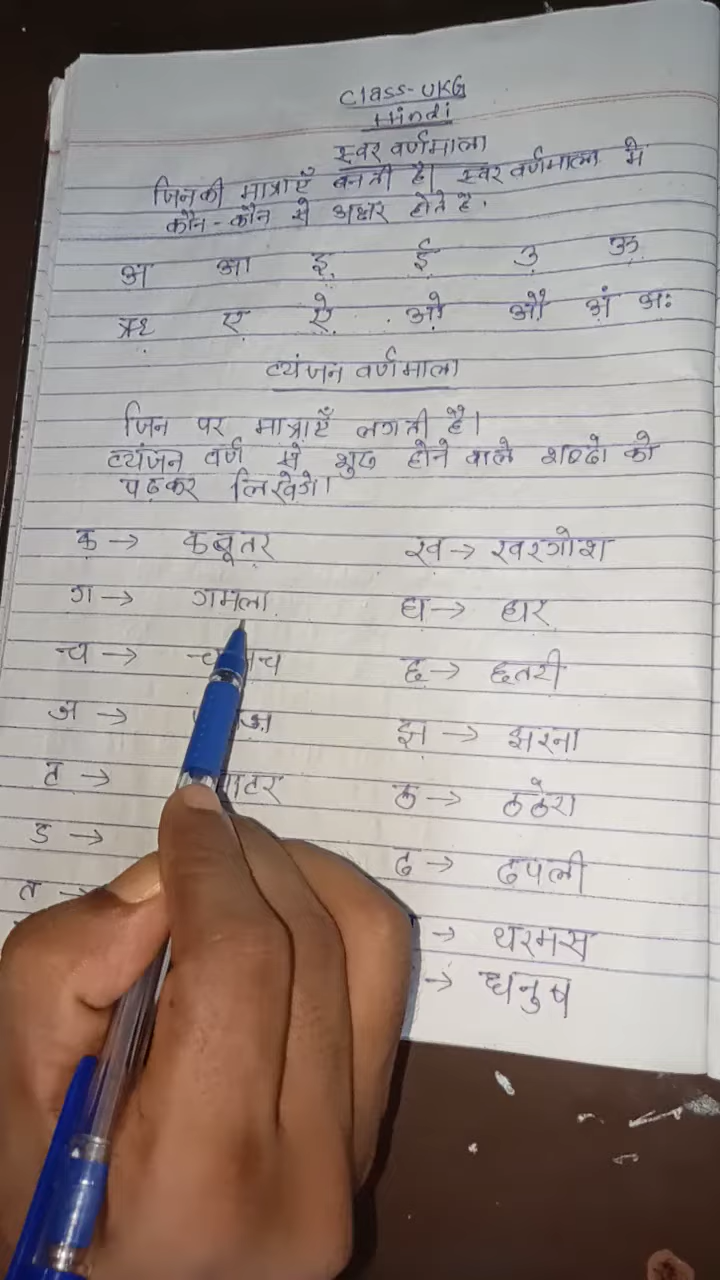 Class-UKG
Hindi
स्वर वर्णमाला
जिनकी मात्राएँ बनती है। स्वर वर्णमाला मे
कौन-कौन से अक्षर होते है.
अ आ इ ई उ ऊ
ऋ ए ऐ ओ औ अं अः
व्यंजन वर्णमाला
जिन पर मात्राएँ लगती है।
व्यंजन वर्ण से शुरू होने वाले शब्दो को
पढ़कर लिखेगे।
क → कबूतर ख → खरगोश
ग → गमला घ → घर
च → छ → छतरी
ज → झ → झरना
ट → ठ → ठठेरा
ड → ढ → ढपली
त → → थरमस
→ धनुष